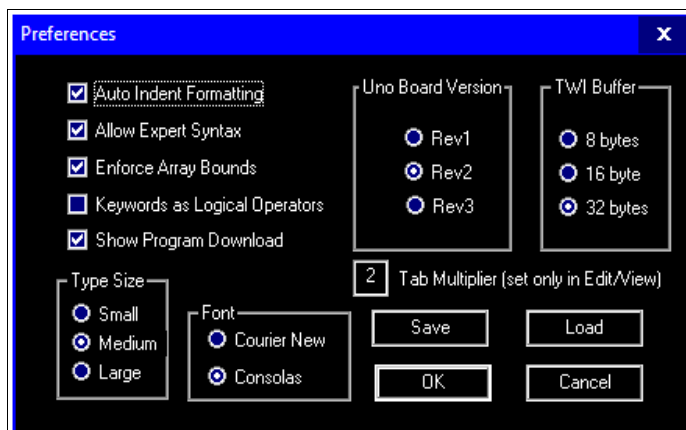 Preferences
x
Auto Indent Formatting
Allow Expert Syntax
Enforce Array Bounds
Keywords as Logical Operators
Show Program Download
Uno Board Version
Rev1
Rev2
Rev3
TWI Buffer
8 bytes
16 byte
32 bytes
2 Tab Multiplier (set only in Edit/View)
Type Size
Small
Medium
Large
Font
Courier New
Consolas
Save
Load
OK
Cancel